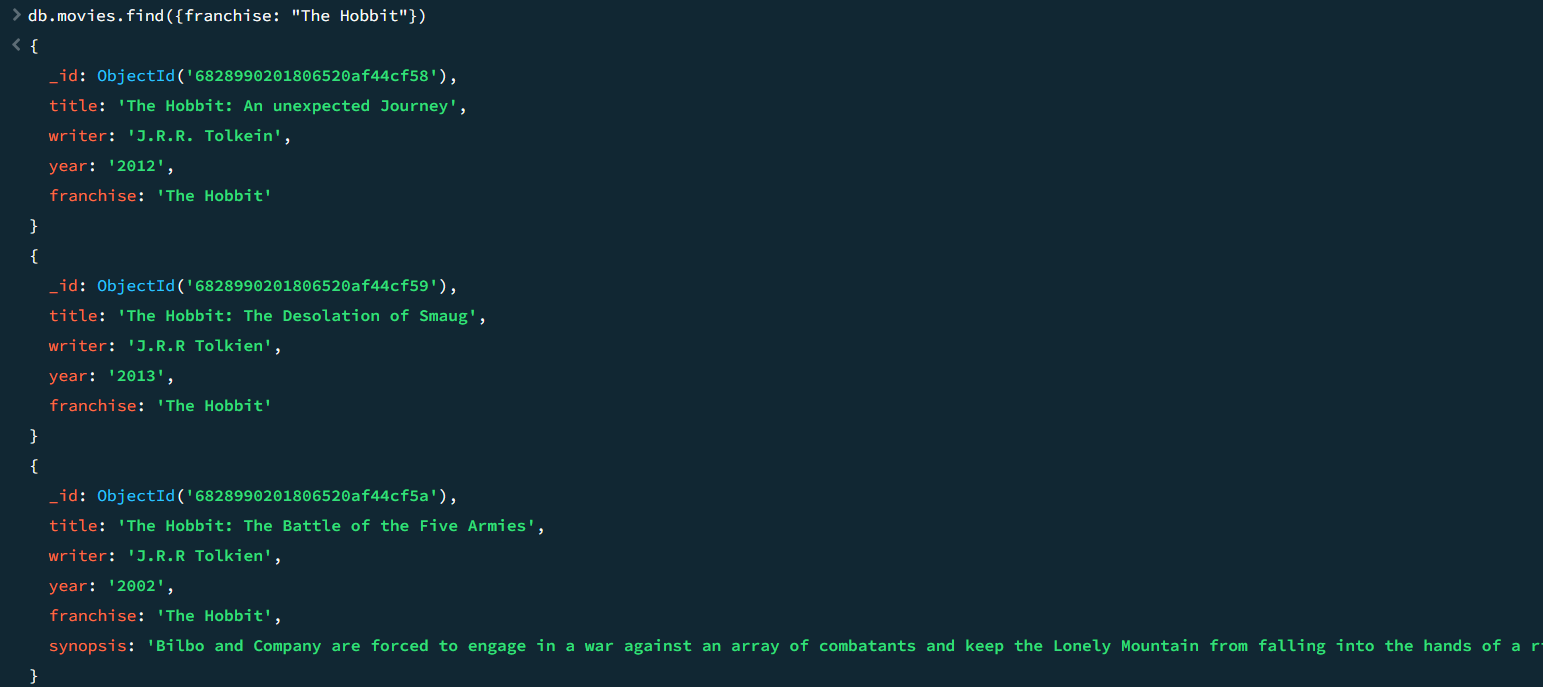 > db.movies.find({franchise: "The Hobbit"})
< {
_id: ObjectId('6828990201806520af44cf58'),
title: 'The Hobbit: An unexpected Journey',
writer: 'J.R.R. Tolkein',
year: '2012',
franchise: 'The Hobbit'
}
{
_id: ObjectId('6828990201806520af44cf59'),
title: 'The Hobbit: The Desolation of Smaug',
writer: 'J.R.R Tolkien',
year: '2013',
franchise: 'The Hobbit'
}
{
_id: ObjectId('6828990201806520af44cf5a'),
title: 'The Hobbit: The Battle of the Five Armies',
writer: 'J.R.R Tolkien',
year: '2002',
franchise: 'The Hobbit',
synopsis: 'Bilbo and Company are forced to engage in a war against an array of combatants and keep the Lonely Mountain from falling into the hands of a
}